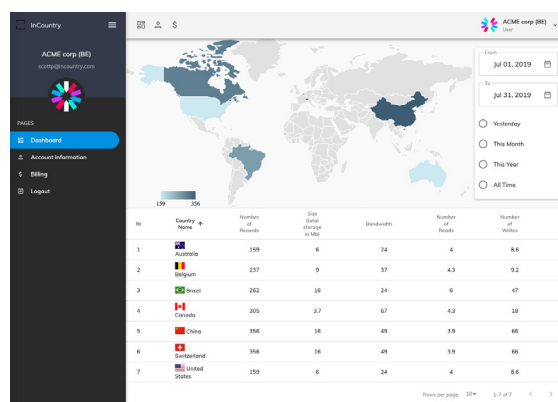 InCountry
ACME corp (BE)
User
ACME corp (BE)
scottp@incountry.com
PAGES
Dashboard
Account Information
Billing
Logout
From
Jul 01, 2019
To
Jul 31, 2019
Yesterday
This Month
This Year
All Time
159 356
№ Country Name Number of Records Size (total storage in Mb) Bandwidth Number of Reads Number of Writes
1 Australia 159 6 24 4 8.6
2 Belgium 237 9 37 4.3 9.2
3 Brazil 262 16 24 6 47
4 Canada 305 3.7 67 4.3 18
5 China 356 16 49 3.9 66
6 Switzerland 356 16 49 3.9 66
7 United States 159 6 24 4 8.6
Rows per page: 10 1-7 of 7